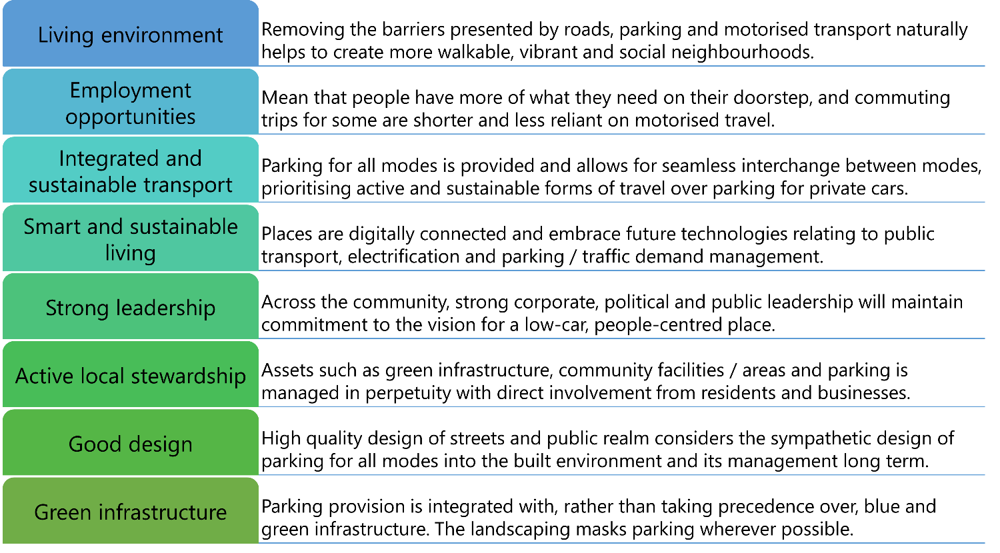 Living environment
Removing the barriers presented by roads, parking and motorised transport naturally
helps to create more walkable, vibrant and social neighbourhoods.
Employment
opportunities
Mean that people have more of what they need on their doorstep, and commuting
trips for some are shorter and less reliant on motorised travel.
Integrated and
sustainable transport
Parking for all modes is provided and allows for seamless interchange between modes,
prioritising active and sustainable forms of travel over parking for private cars.
Smart and sustainable
living
Places are digitally connected and embrace future technologies relating to public
transport, electrification and parking / traffic demand management.
Strong leadership
Across the community, strong corporate, political and public leadership will maintain
commitment to the vision for a low-car, people-centred place.
Active local stewardship
Assets such as green infrastructure, community facilities / areas and parking is
managed in perpetuity with direct involvement from residents and businesses.
Good design
High quality design of streets and public realm considers the sympathetic design of
parking for all modes into the built environment and its management long term.
Green infrastructure
Parking provision is integrated with, rather than taking precedence over, blue and
green infrastructure. The landscaping masks parking wherever possible.